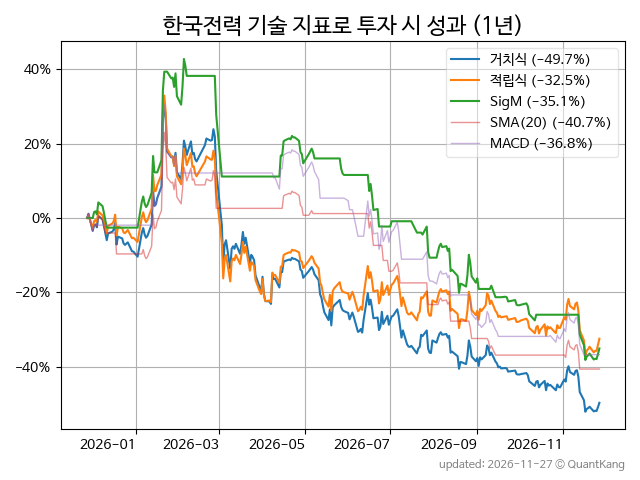 한국전력 기술 지표로 투자 시 성과 (1년)
거치식 (−49.7%)
적립식 (−32.5%)
SigM (−35.1%)
SMA(20) (−40.7%)
MACD (−36.8%)
40%
20%
0%
−20%
−40%
2026-01 2026-03 2026-05 2026-07 2026-09 2026-11
updated: 2026-11-27 © QuantKang